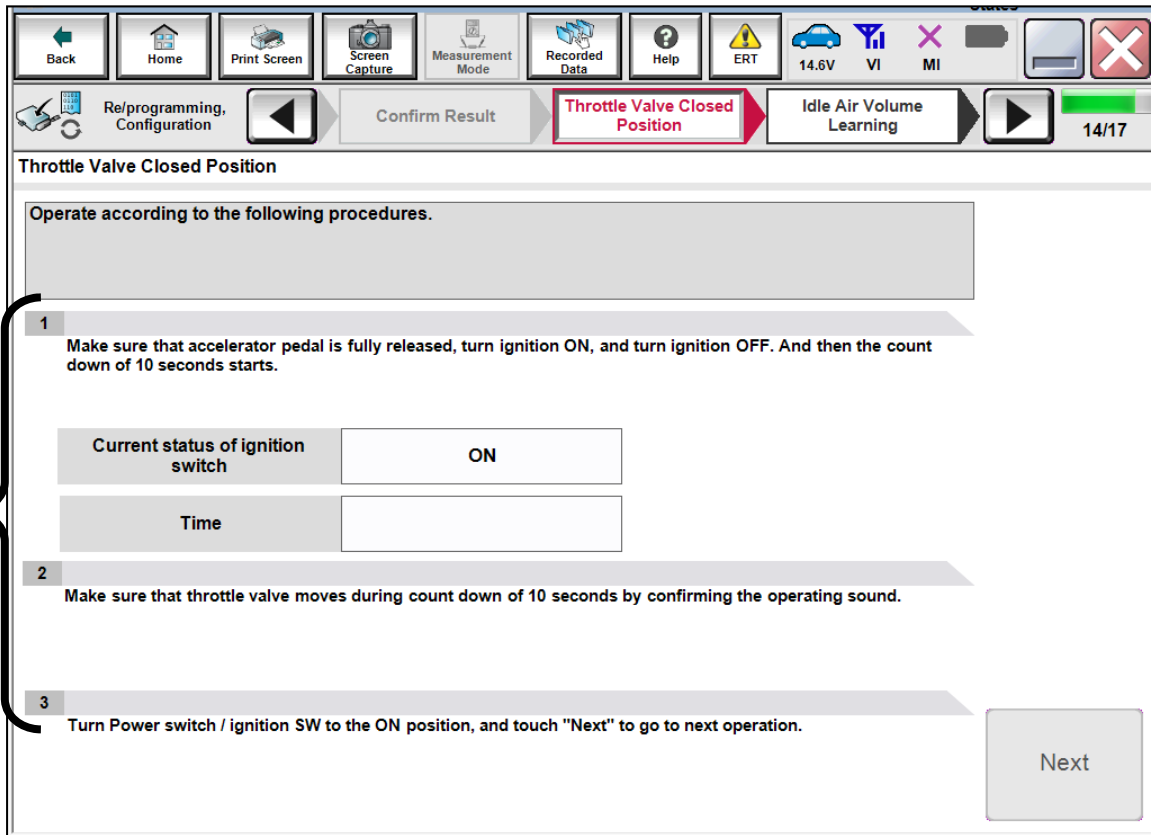 States
Back
Home
Print Screen
Screen
Capture
Measurement
Mode
Recorded
Data
Help
ERT
14.6V
VI
MI
Re/programming,
Configuration
Confirm Result
Throttle Valve Closed
Position
Idle Air Volume
Learning
14/17
Throttle Valve Closed Position
Operate according to the following procedures.
1
Make sure that accelerator pedal is fully released, turn ignition ON, and turn ignition OFF. And then the count
down of 10 seconds starts.
Current status of ignition
switch
ON
Time
2
Make sure that throttle valve moves during count down of 10 seconds by confirming the operating sound.
3
Turn Power switch / ignition SW to the ON position, and touch "Next" to go to next operation.
Next